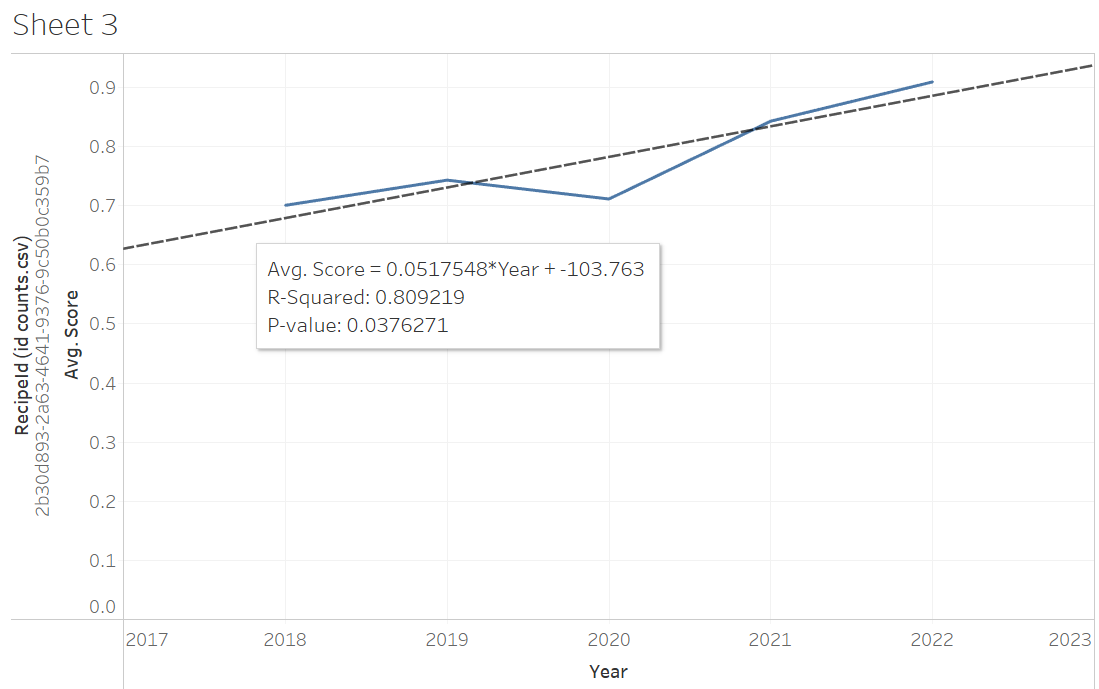 Sheet 3
RecipeId (id counts.csv)
2b30d893-2a63-4641-9376-9c50b0c359b7
Avg. Score
0.9
0.8
0.7
0.6
0.5
0.4
0.3
0.2
0.1
0.0
Avg. Score = 0.0517548*Year + -103.763
R-Squared: 0.809219
P-value: 0.0376271
2017 2018 2019 2020 2021 2022 2023
Year